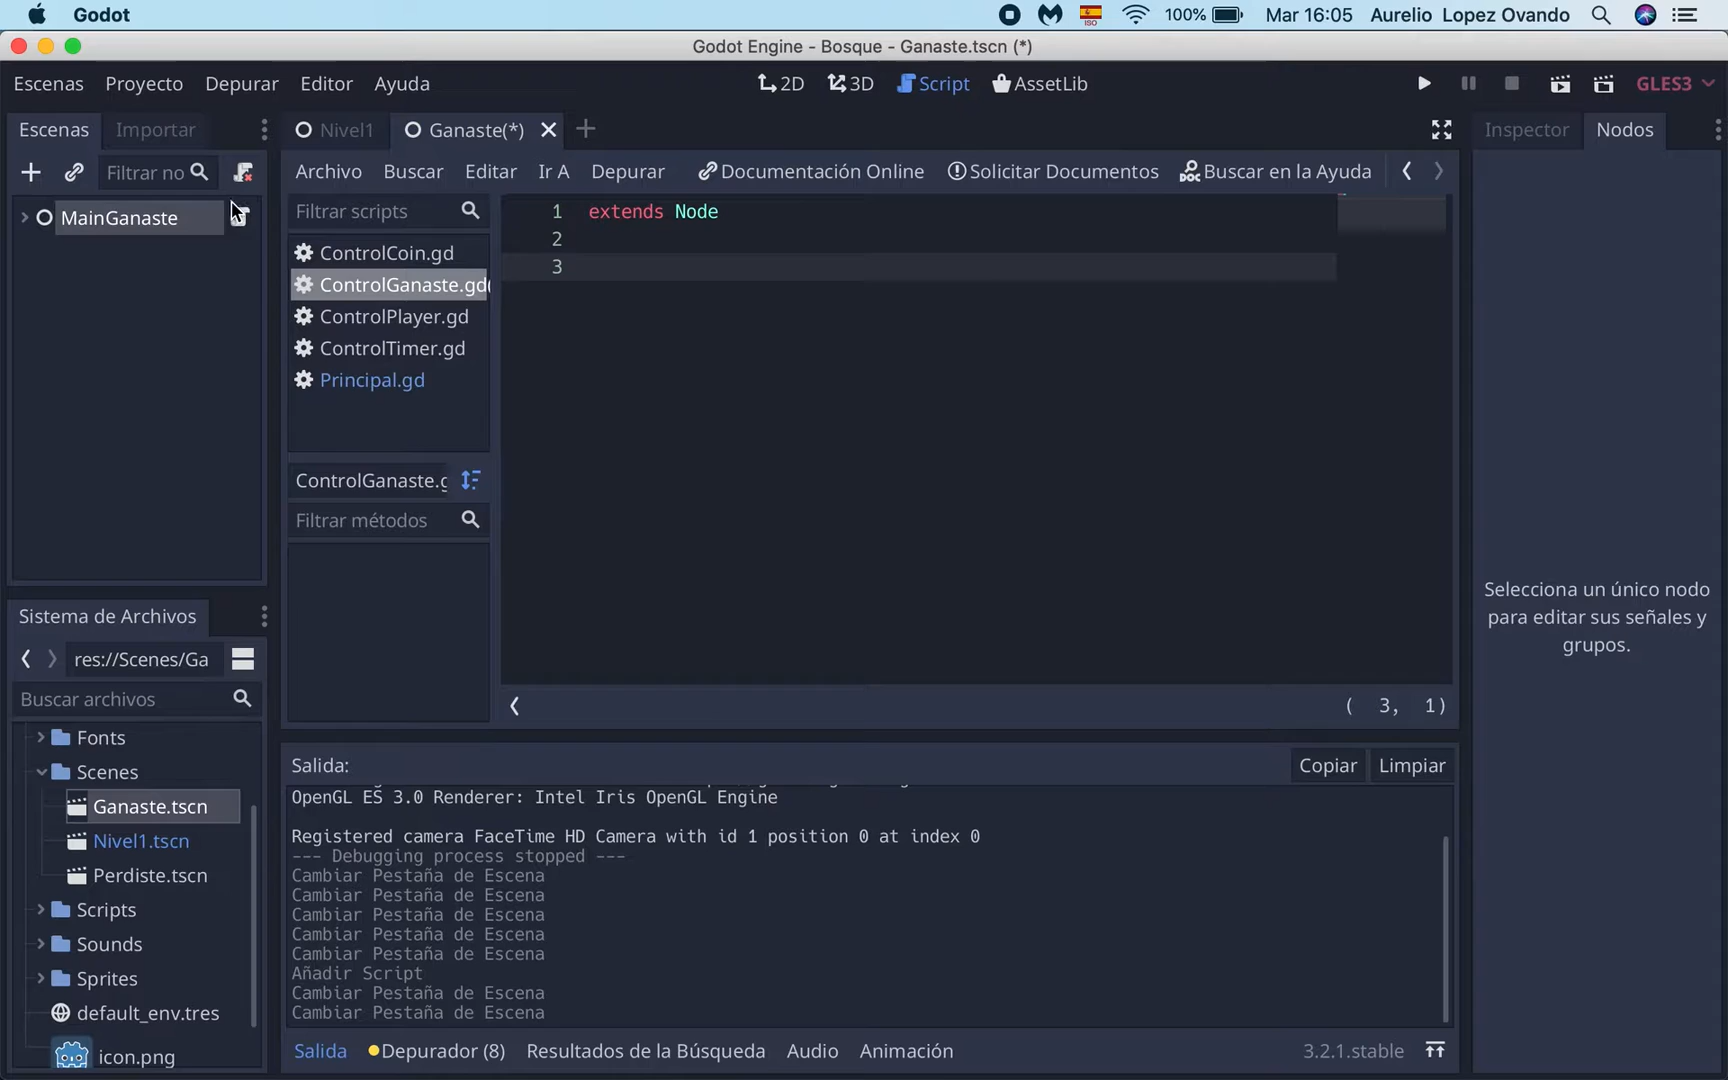 Godot 100% Mar 16:05 Aurelio Lopez Ovando
ISO
Godot Engine - Bosque - Ganaste.tscn (*)
Escenas Proyecto Depurar Editor Ayuda 2D 3D Script AssetLib GLES3
Escenas Importar Nivel1 Ganaste(*) Inspector Nodos
Filtrar no Archivo Buscar Editar Ir A Depurar Documentación Online Solicitar Documentos Buscar en la Ayuda
MainGanaste
Filtrar scripts
ControlCoin.gd
ControlGanaste.gd(
ControlPlayer.gd
ControlTimer.gd
Principal.gd
ControlGanaste.g
Filtrar métodos
1 extends Node
2
3
( 3, 1)
Selecciona un único nodo
para editar sus señales y
grupos.
Sistema de Archivos
res://Scenes/Ga
Buscar archivos
Fonts
Scenes
Ganaste.tscn
Nivel1.tscn
Perdiste.tscn
Scripts
Sounds
Sprites
default_env.tres
icon.png
Salida: Copiar Limpiar
OpenGL ES 3.0 Renderer: Intel Iris OpenGL Engine
Registered camera FaceTime HD Camera with id 1 position 0 at index 0
--- Debugging process stopped ---
Cambiar Pestaña de Escena
Cambiar Pestaña de Escena
Cambiar Pestaña de Escena
Cambiar Pestaña de Escena
Cambiar Pestaña de Escena
Añadir Script
Cambiar Pestaña de Escena
Cambiar Pestaña de Escena
Salida Depurador (8) Resultados de la Búsqueda Audio Animación 3.2.1.stable